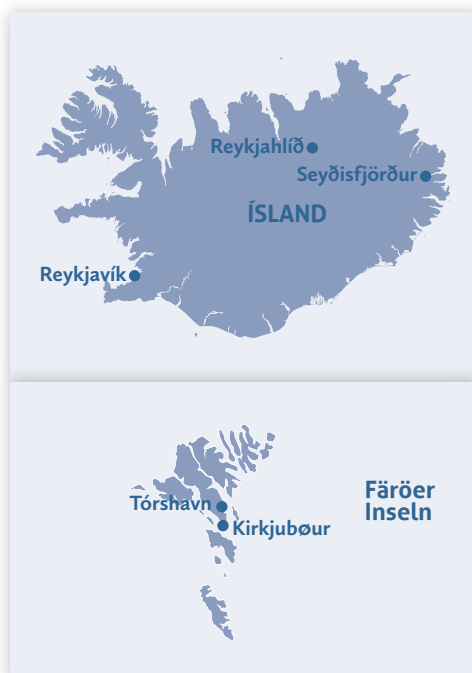 Reykjahlíð
Seyðisfjörður
ÍSLAND
Reykjavík
Färöer
Inseln
Tórshavn
Kirkjubøur